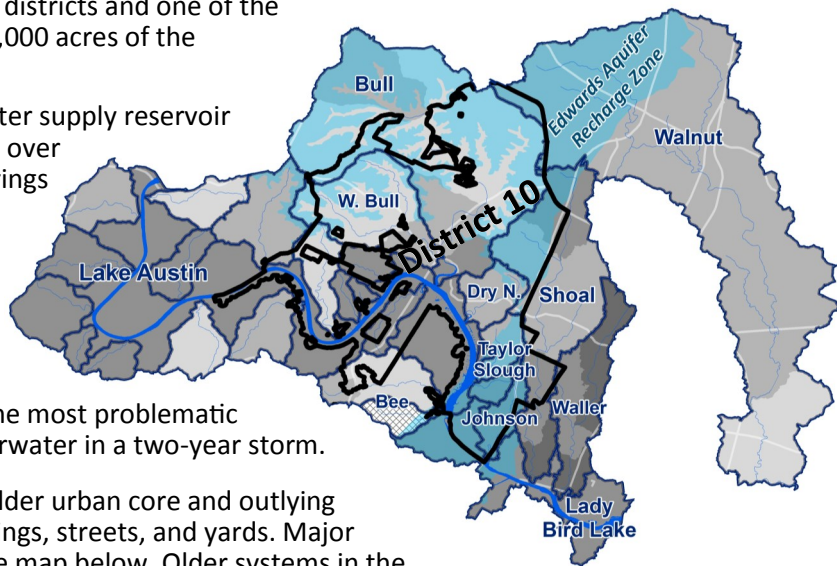 districts and one of the
,000 acres of the
ter supply reservoir
over
ings
he most problematic
erwater in a two-year storm.
lder urban core and outlying
ings, streets, and yards. Major
e map below. Older systems in the
Bull
Edwards Aquifer
Recharge Zone
Walnut
W. Bull
District 10
Lake Austin
Dry N.
Shoal
Taylor
Slough
Bee
Johnson
Waller
Lady
Bird Lake